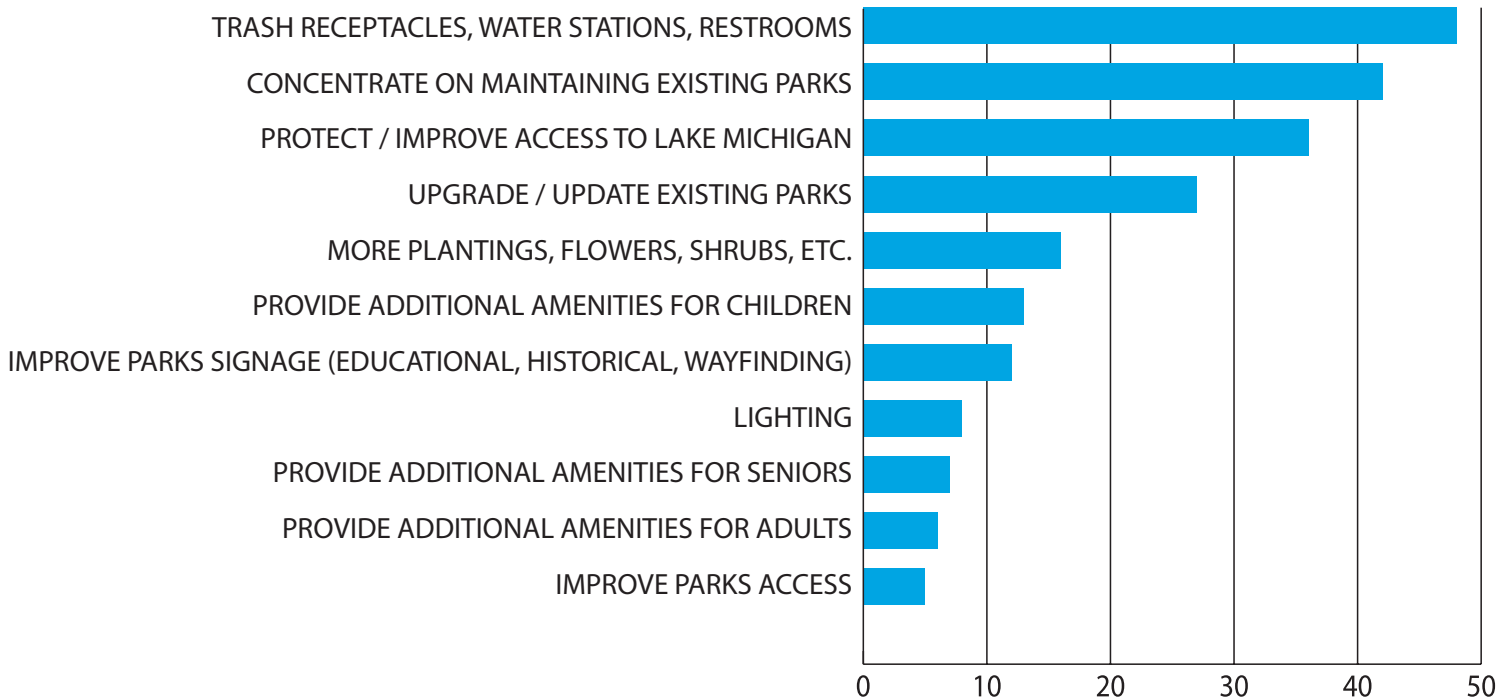 TRASH RECEPTACLES, WATER STATIONS, RESTROOMS
CONCENTRATE ON MAINTAINING EXISTING PARKS
PROTECT / IMPROVE ACCESS TO LAKE MICHIGAN
UPGRADE / UPDATE EXISTING PARKS
MORE PLANTINGS, FLOWERS, SHRUBS, ETC.
PROVIDE ADDITIONAL AMENITIES FOR CHILDREN
IMPROVE PARKS SIGNAGE (EDUCATIONAL, HISTORICAL, WAYFINDING)
LIGHTING
PROVIDE ADDITIONAL AMENITIES FOR SENIORS
PROVIDE ADDITIONAL AMENITIES FOR ADULTS
IMPROVE PARKS ACCESS
0 10 20 30 40 50